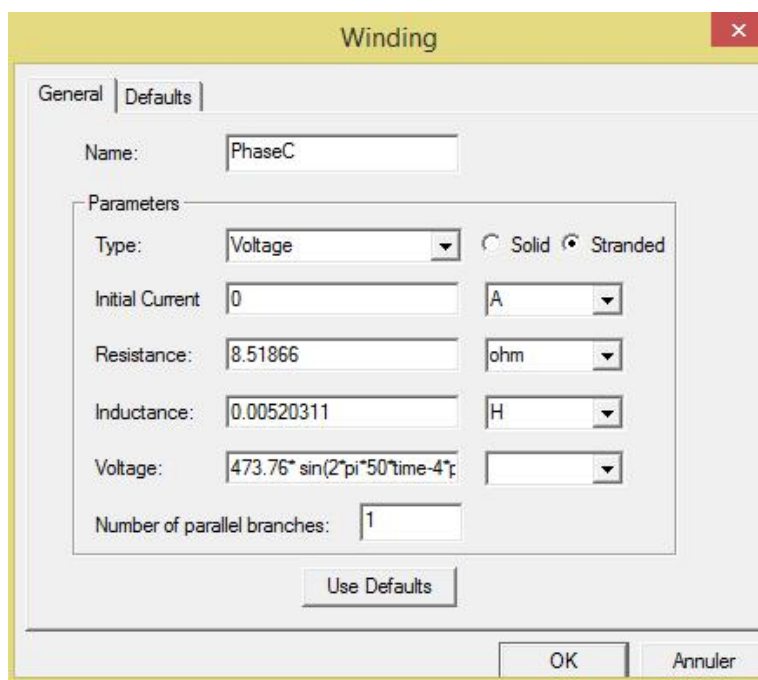 Winding
General Defaults
Name: PhaseC
Parameters
Type: Voltage Solid Stranded
Initial Current 0 A
Resistance: 8.51866 ohm
Inductance: 0.00520311 H
Voltage: 473.76* sin(2*pi*50*time-4*p
Number of parallel branches: 1
Use Defaults
OK Annuler